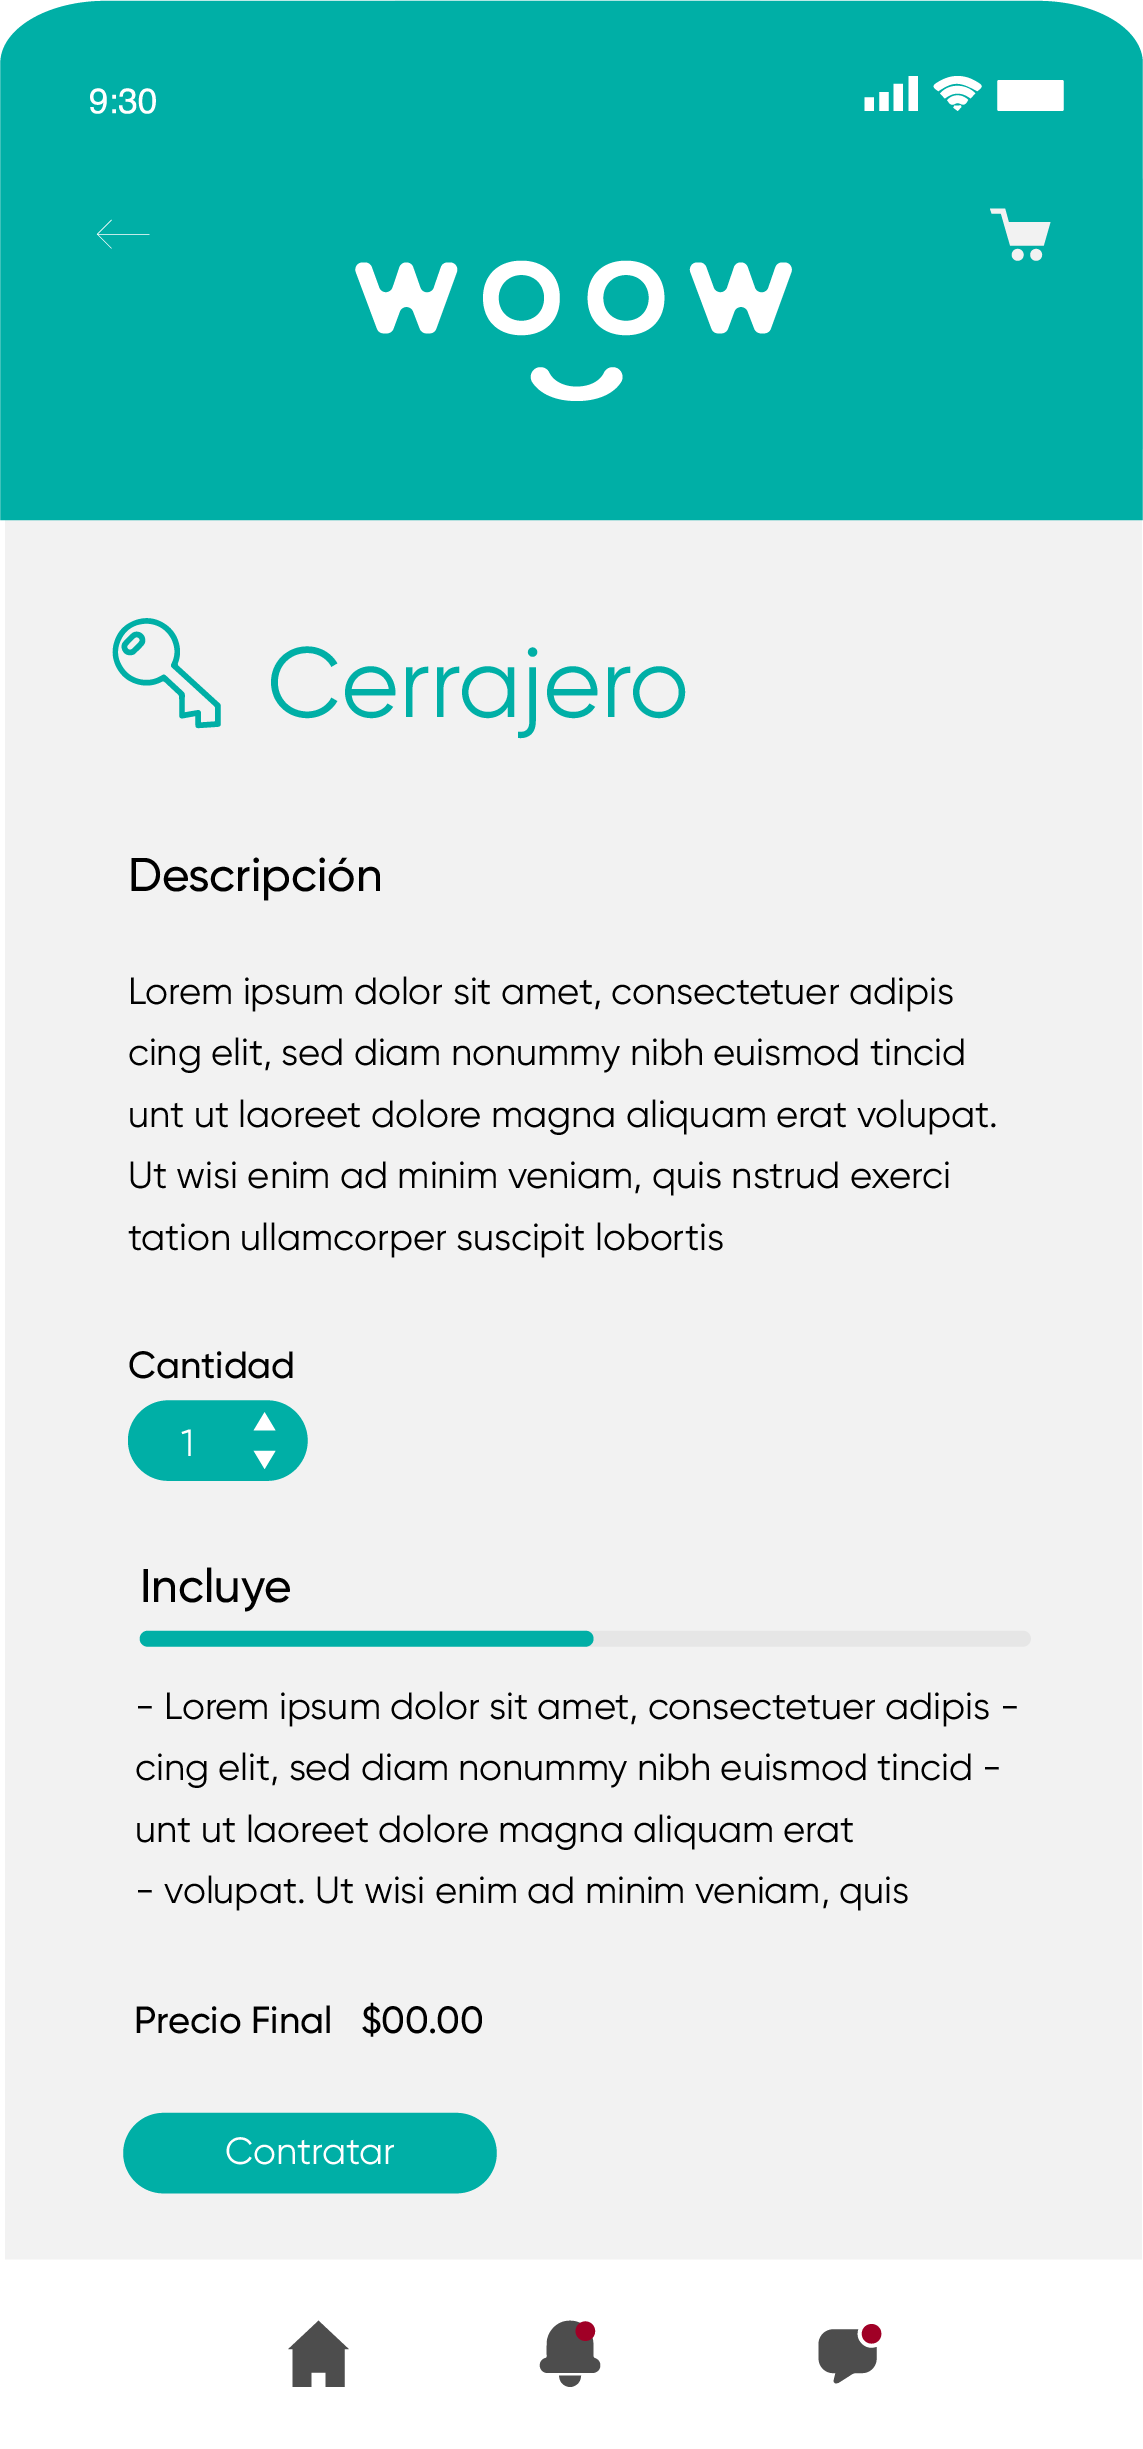 9:30
woow
Cerrajero
Descripción
Lorem ipsum dolor sit amet, consectetuer adipis
cing elit, sed diam nonummy nibh euismod tincid
unt ut laoreet dolore magna aliquam erat volupat.
Ut wisi enim ad minim veniam, quis nstrud exerci
tation ullamcorper suscipit lobortis
Cantidad
1
Incluye
- Lorem ipsum dolor sit amet, consectetuer adipis -
cing elit, sed diam nonummy nibh euismod tincid -
unt ut laoreet dolore magna aliquam erat
- volupat. Ut wisi enim ad minim veniam, quis
Precio Final $00.00
Contratar